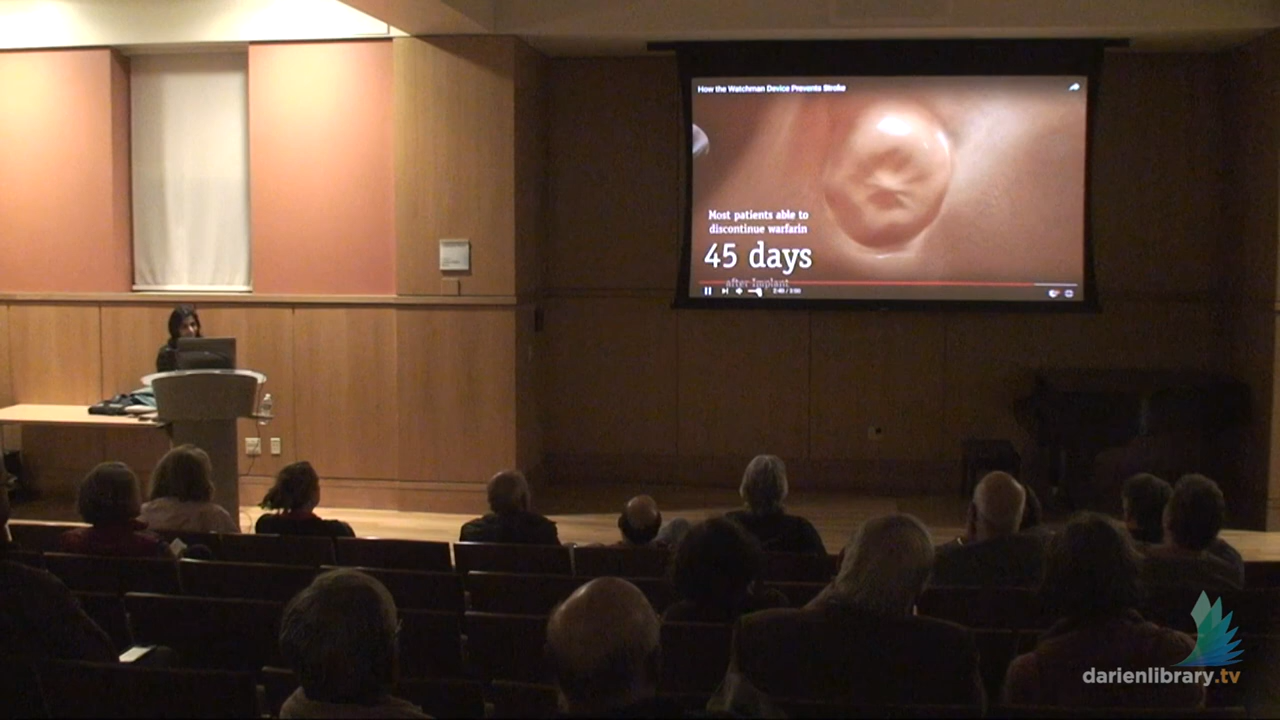 How the Watchman Device Prevents Stroke
Most patients able to
discontinue warfarin
45 days
after Implant
darienlibrary.tv